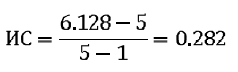 ИС = (6.128 − 5) / (5 − 1) = 0.282